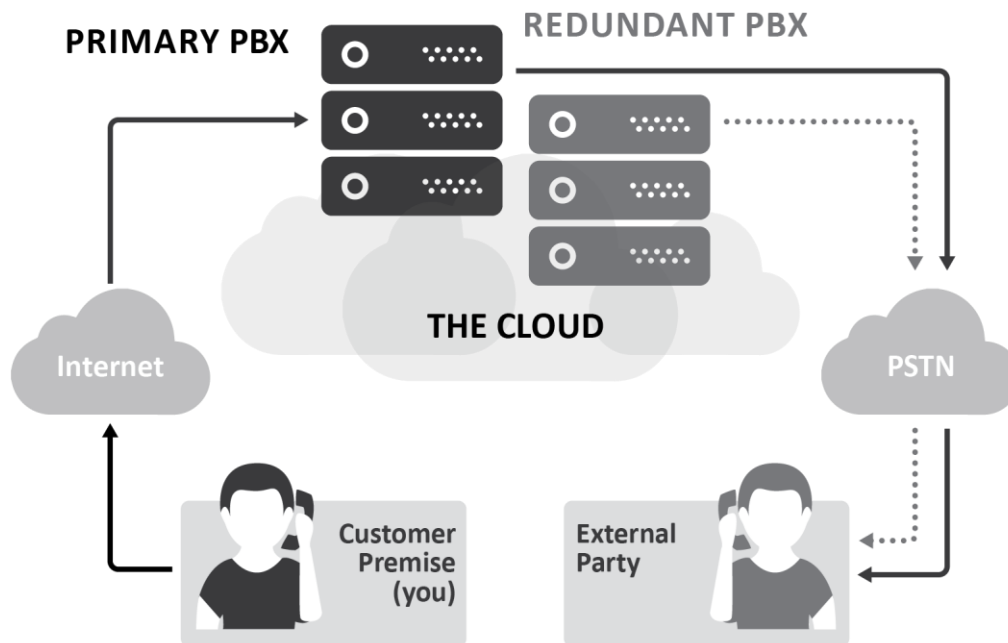 PRIMARY PBX
REDUNDANT PBX
THE CLOUD
Internet
PSTN
Customer
Premise
(you)
External
Party